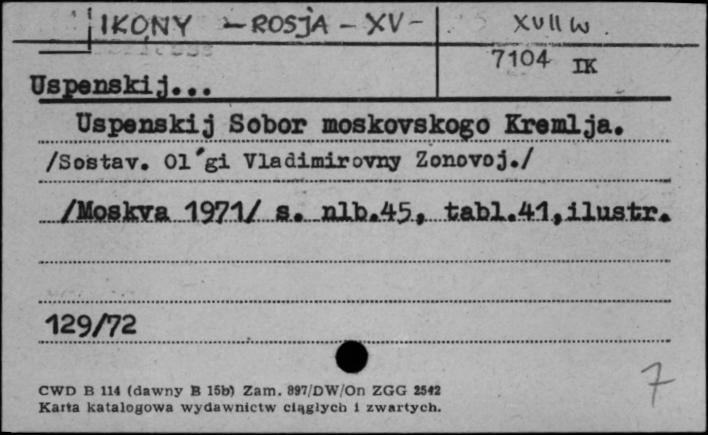 IKONY - ROSJA - XV - XVII w
7104 IK
Uspenskij...
Uspenskij Sobor moskovskogo Kremlja.
/Sostav. Ol´gi Vladimirovny Zonovoj./
/Moskva 1971/ s. nlb.45, tabl.41,ilustr.
129/72
7
CWD B 114 (dawny B 15b) Zam. 897/DW/On ZGG 2542
Karta katalogowa wydawnictw ciągłych i zwartych.